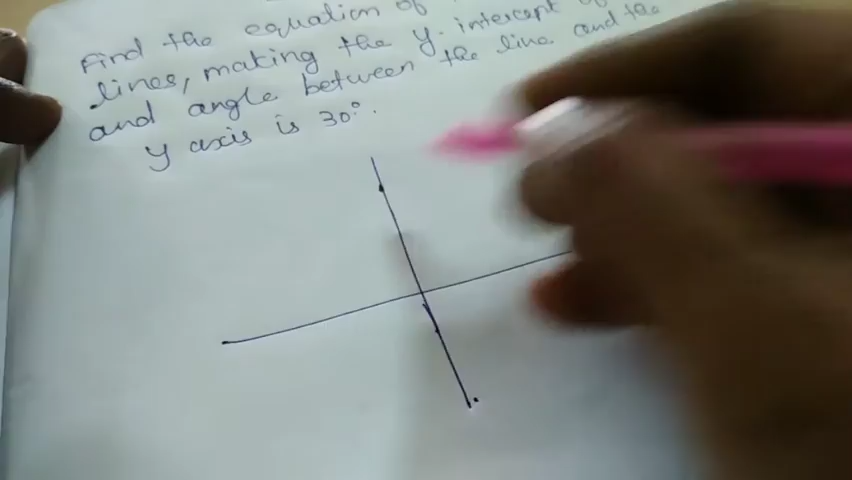 Find the equation of
lines, making the y. intercept
and angle between the line and the
y axis is 30°.